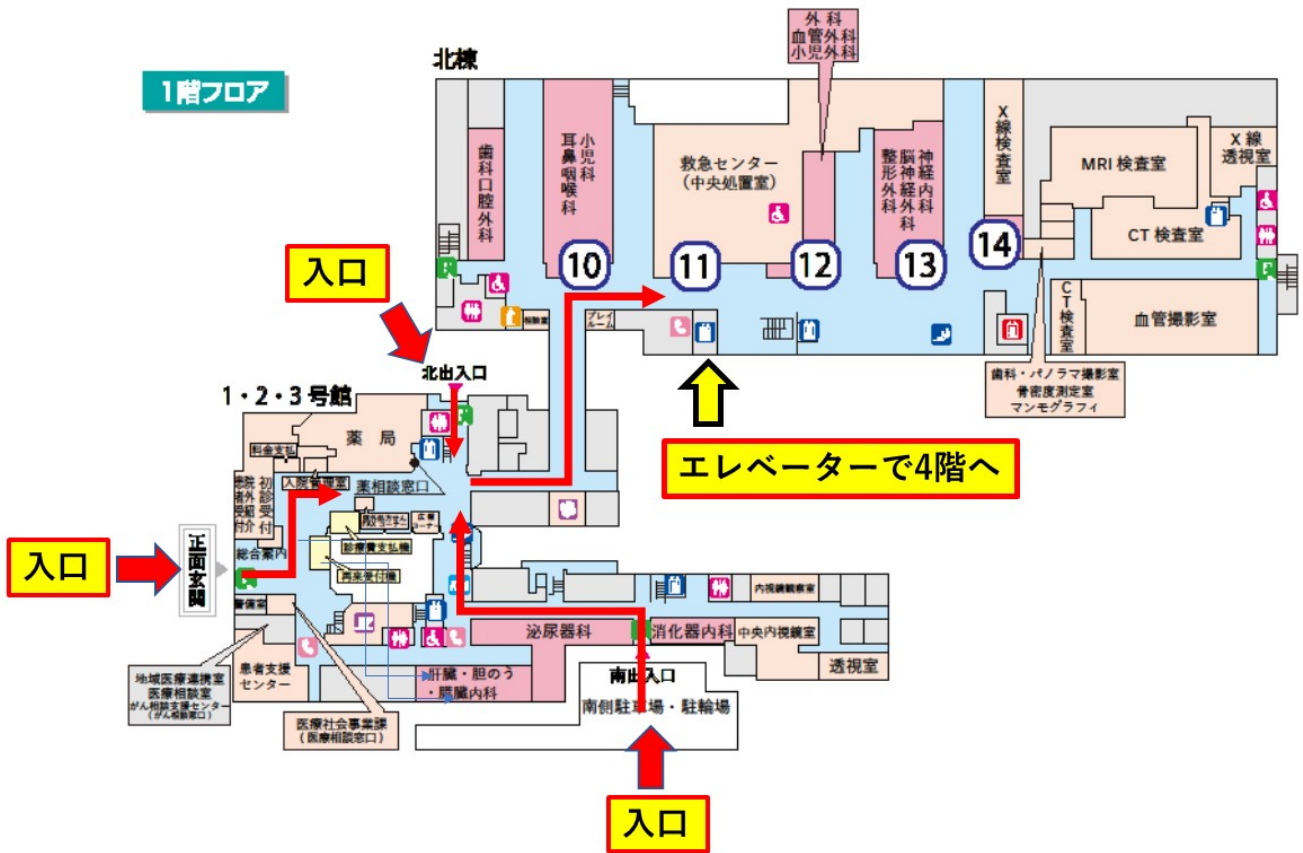 1階フロア
北棟
外科
血管外科
小児外科
歯科口腔外科
小児科
耳鼻咽喉科
救急センター
(中央処置室)
神経内科
脳神経外科
整形外科
X線検査室
MRI 検査室
X 線
透視室
CT 検査室
10
11
12
13
14
入口
相談室
プレイ
ルーム
CT検査室
血管撮影室
歯科・パノラマ撮影室
骨密度測定室
マンモグラフィ
北出入口
エレベーターで4階へ
1・2・3 号館
薬 局
料金支払
入院管理室
薬相談窓口
初診受付
入口
正面玄関
総合案内
診療費支払機
再来受付機
警備室
泌尿器科
消化器内科
内視鏡観察室
中央内視鏡室
透視室
地域医療連携室
医療相談室
がん相談支援センター
(がん相談窓口)
患者支援
センター
肝臓・胆のう
・膵臓内科
南出入口
南側駐車場・駐輪場
医療社会事業課
(医療相談窓口)
入口